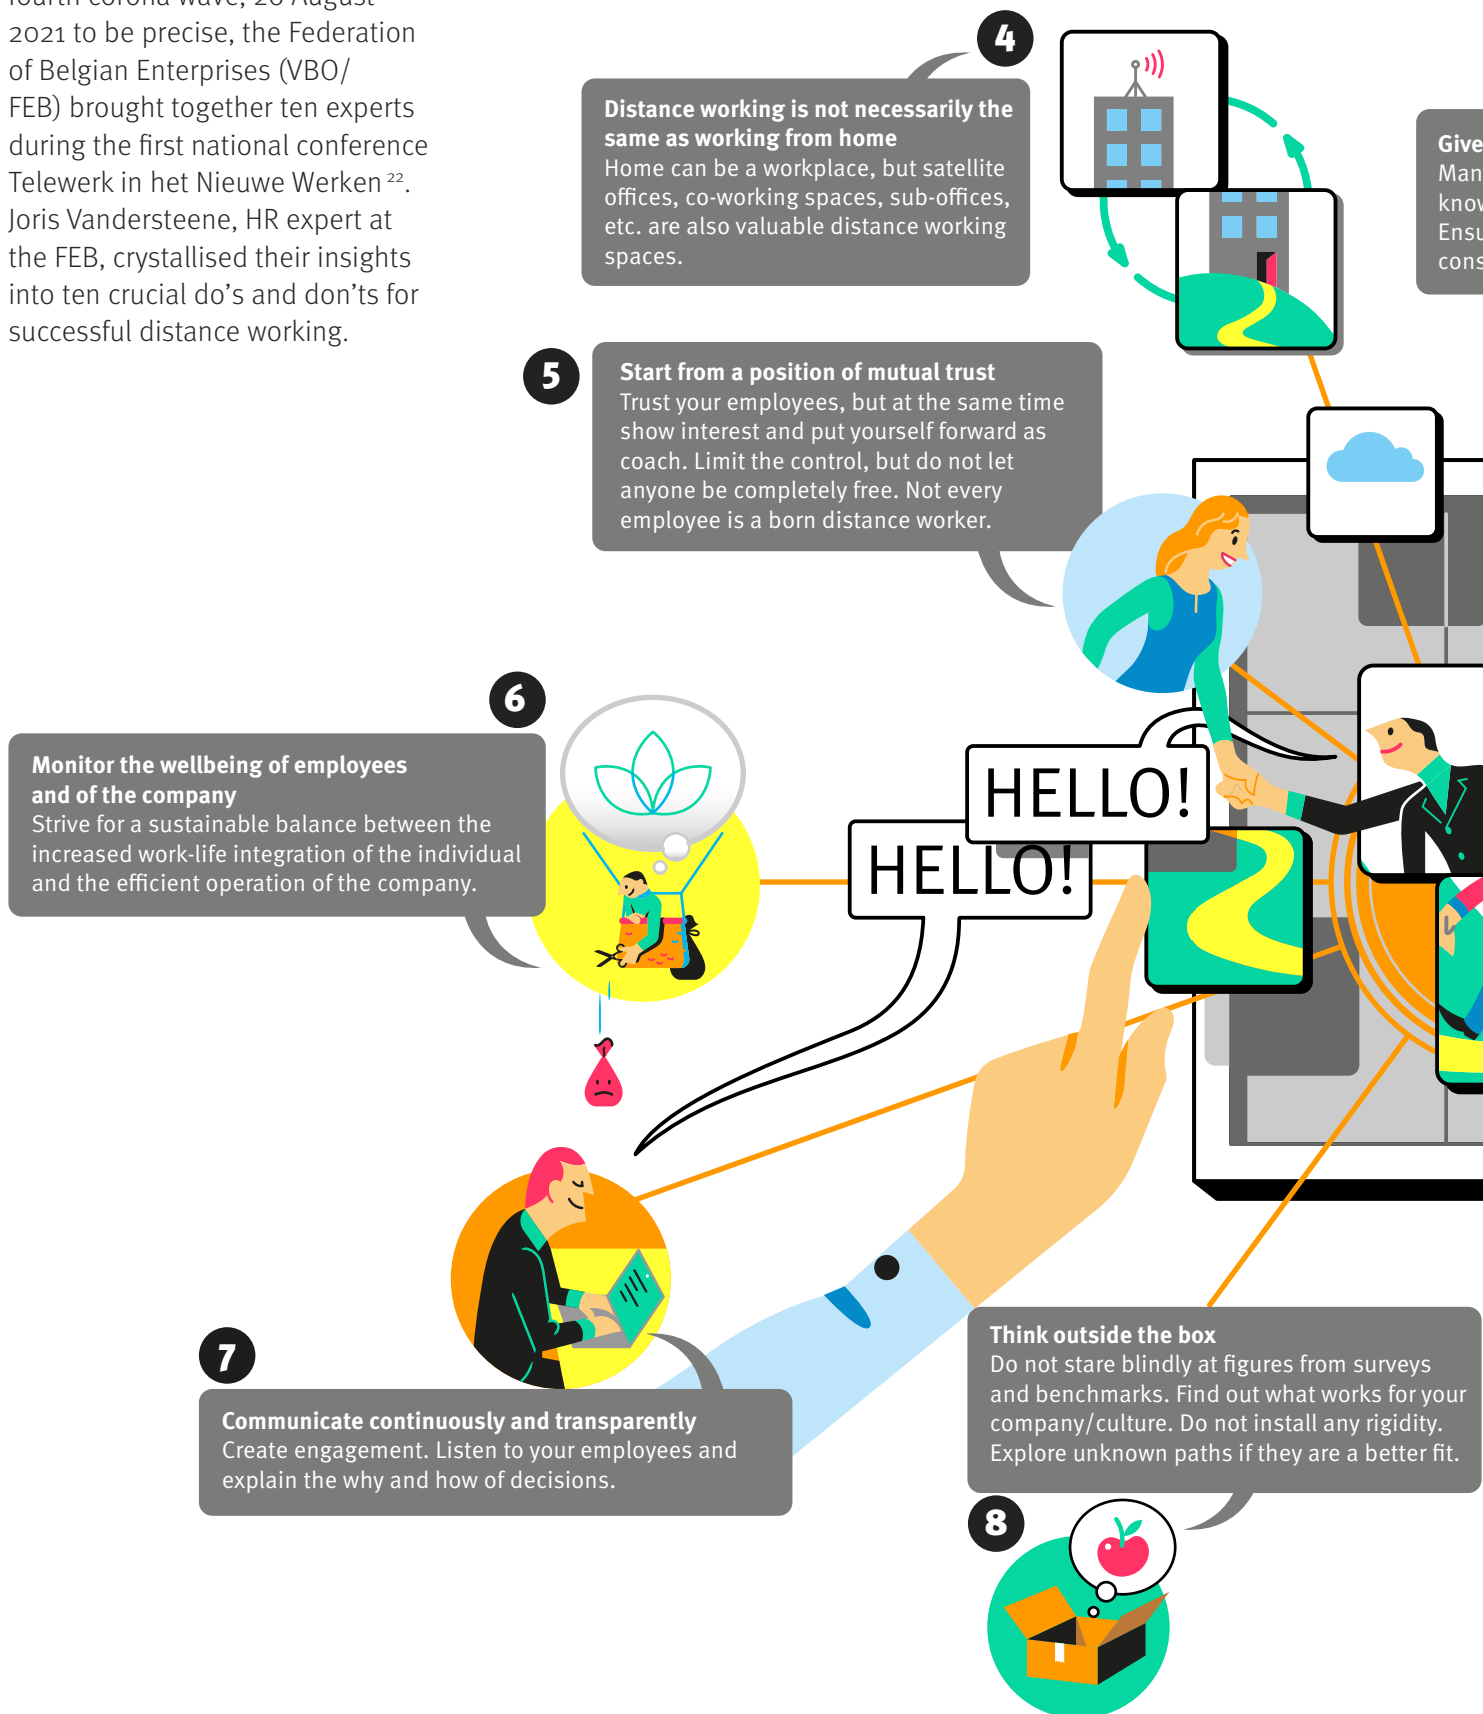 2021 to be precise, the Federation
of Belgian Enterprises (VBO/
FEB) brought together ten experts
during the first national conference
Telewerk in het Nieuwe Werken 22.
Joris Vandersteene, HR expert at
the FEB, crystallised their insights
into ten crucial do's and don'ts for
successful distance working.
4
Distance working is not necessarily the
same as working from home
Home can be a workplace, but satellite
offices, co-working spaces, sub-offices,
etc. are also valuable distance working
spaces.
Give
5
Start from a position of mutual trust
Trust your employees, but at the same time
show interest and put yourself forward as
coach. Limit the control, but do not let
anyone be completely free. Not every
employee is a born distance worker.
6
Monitor the wellbeing of employees
and of the company
Strive for a sustainable balance between the
increased work-life integration of the individual
and the efficient operation of the company.
HELLO!
HELLO!
7
Communicate continuously and transparently
Create engagement. Listen to your employees and
explain the why and how of decisions.
Think outside the box
Do not stare blindly at figures from surveys
and benchmarks. Find out what works for your
company/culture. Do not install any rigidity.
Explore unknown paths if they are a better fit.
8